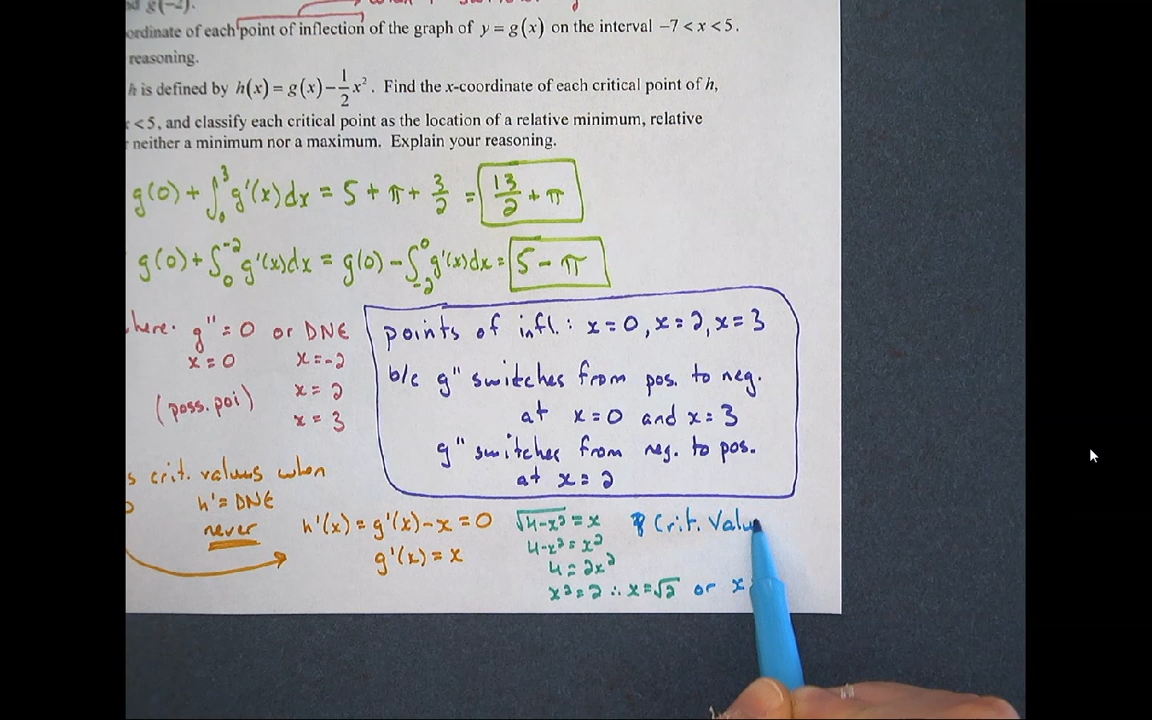 nd g(−2).
ordinate of each point of inflection of the graph of y = g(x) on the interval −7 < x < 5.
reasoning.
h is defined by h(x) = g(x) − 1/2 x². Find the x-coordinate of each critical point of h,
< 5, and classify each critical point as the location of a relative minimum, relative
neither a minimum nor a maximum. Explain your reasoning.
g(0) + ∫₀³ g'(x)dx = 5 + π + 3/2 = 13/2 + π
g(0) + ∫₀⁻² g'(x)dx = g(0) − ∫₋₂⁰ g'(x)dx = 5 − π
here. g'' = 0 or DNE
x = 0 x = -2
(poss. poi) x = 2
x = 3
points of infl.: x = 0, x = 2, x = 3
b/c g'' switches from pos. to neg.
at x = 0 and x = 3
g'' switches from neg. to pos.
at x = 2
s crit. values when
h' = DNE
never
h'(x) = g'(x) − x = 0
g'(x) = x
√4−x² = x
4−x² = x²
4 = 2x²
x² = 2 ∴ x = √2 or x
Crit. Valu